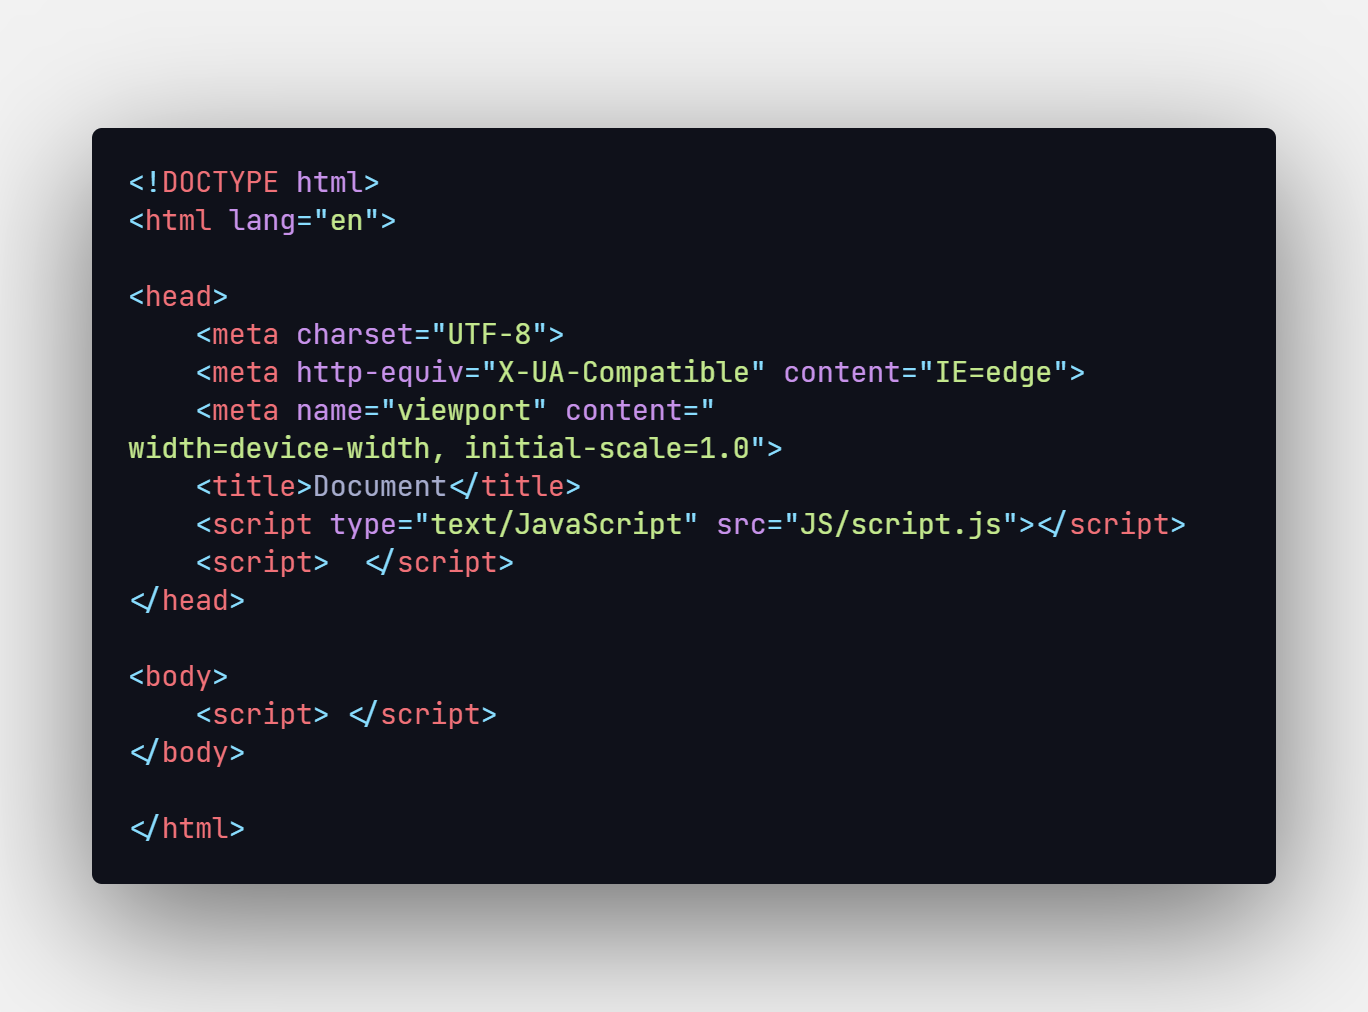 <!DOCTYPE html>
<html lang="en">

<head>
    <meta charset="UTF-8">
    <meta http-equiv="X-UA-Compatible" content="IE=edge">
    <meta name="viewport" content="
width=device-width, initial-scale=1.0">
    <title>Document</title>
    <script type="text/JavaScript" src="JS/script.js"></script>
    <script>  </script>
</head>

<body>
    <script> </script>
</body>

</html>